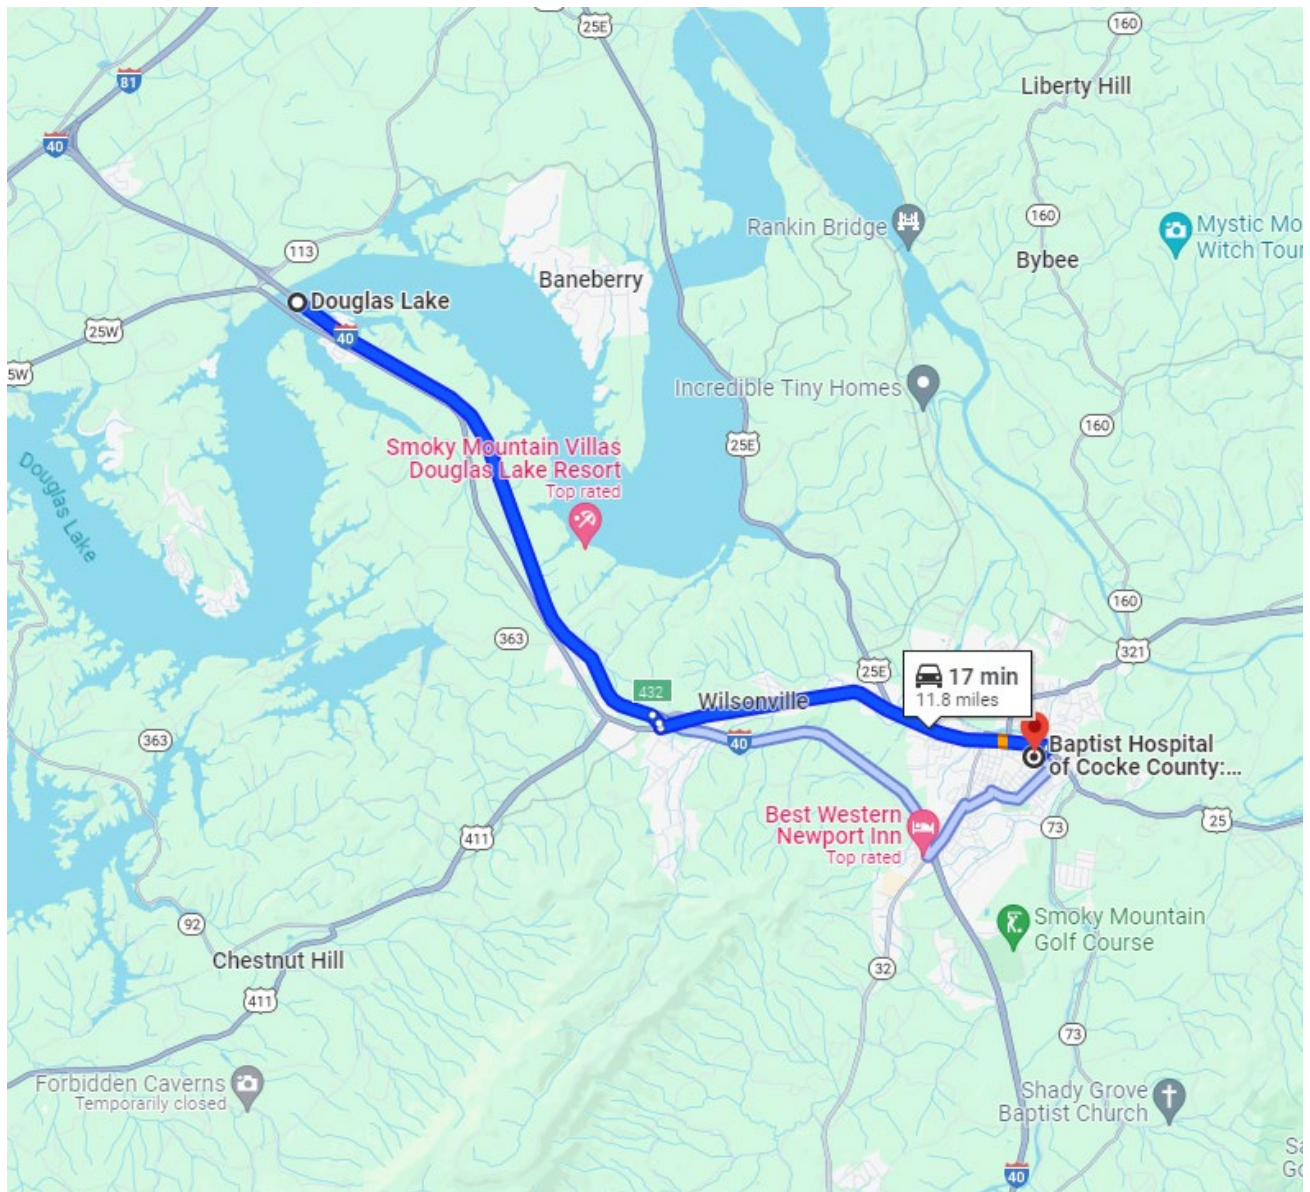 25E
160
81
Liberty Hill
40
160
Mystic Mo
Witch Tour
Rankin Bridge
113
Bybee
Baneberry
Douglas Lake
25W
40
5W
Incredible Tiny Homes
160
25E
Smoky Mountain Villas
Douglas Lake Resort
Top rated
Douglas Lake
160
363
321
25E
17 min
11.8 miles
432
Wilsonville
363
40
Baptist Hospital
of Cocke County:...
Best Western
Newport Inn
Top rated
25
73
411
Smoky Mountain
Golf Course
92
Chestnut Hill
32
411
73
Forbidden Caverns
Temporarily closed
Shady Grove
Baptist Church
Sa
Go
40